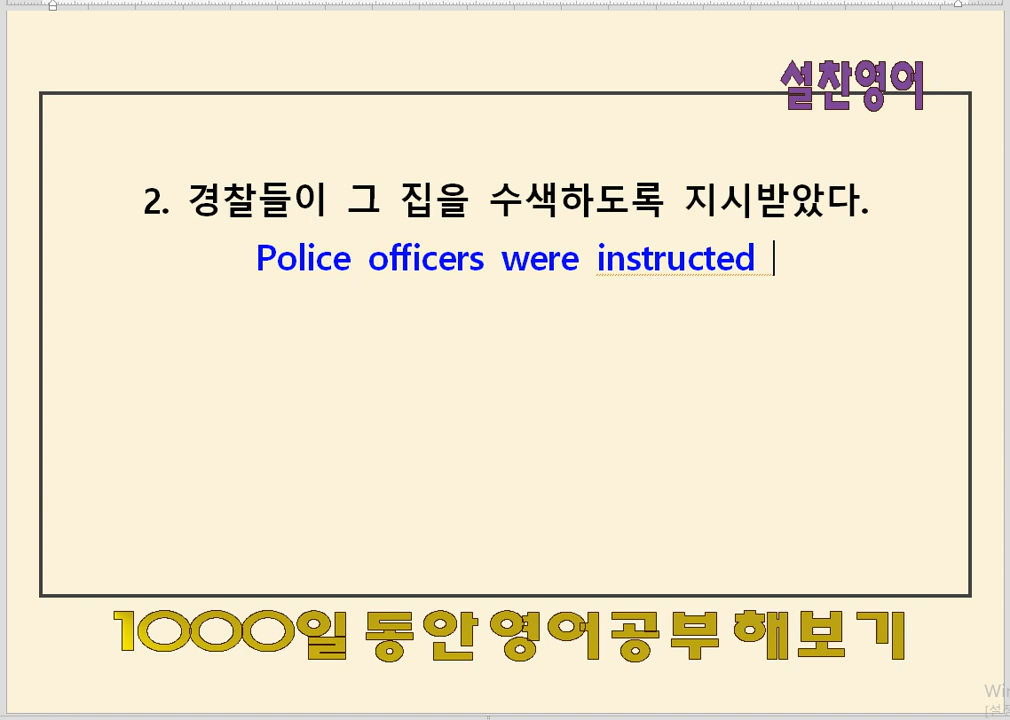 설찬영어
2. 경찰들이 그 집을 수색하도록 지시받았다.
Police officers were instructed
1000일 동안 영어공부 해보기